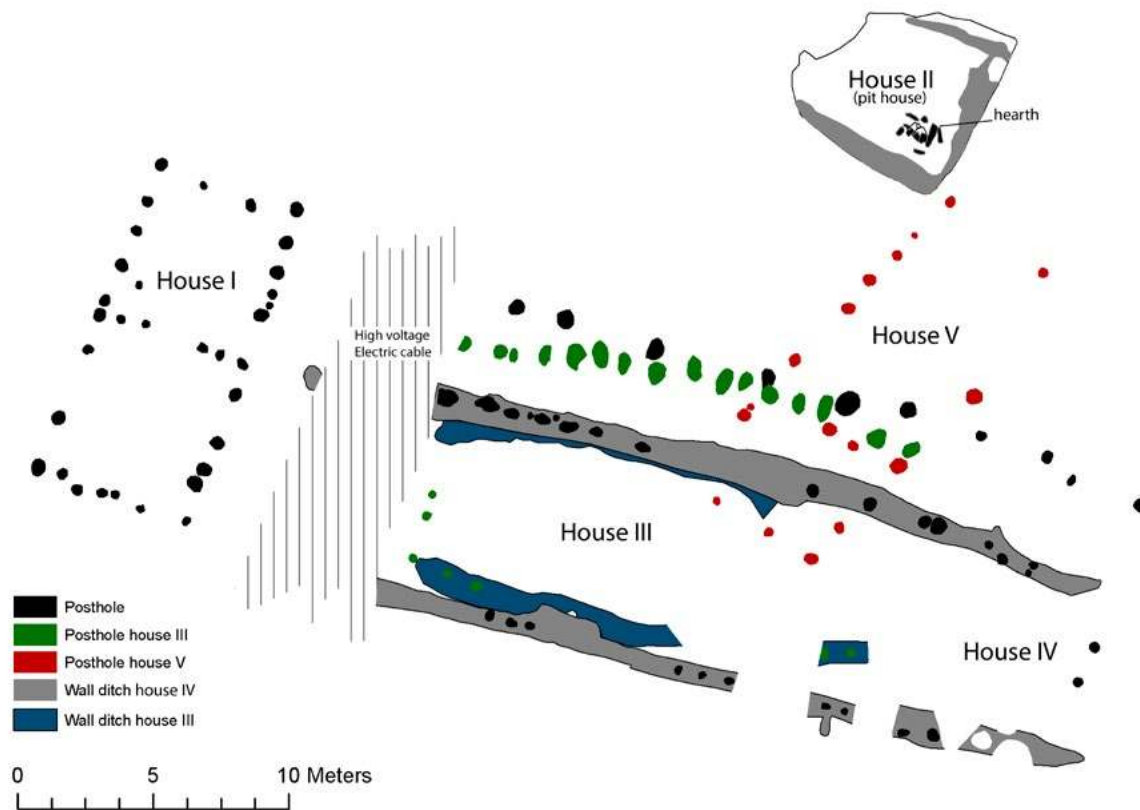 House II
(pit house)
hearth
House I
High voltage
Electric cable
House V
House III
House IV
Posthole
Posthole house III
Posthole house V
Wall ditch house IV
Wall ditch house III
0 5 10 Meters